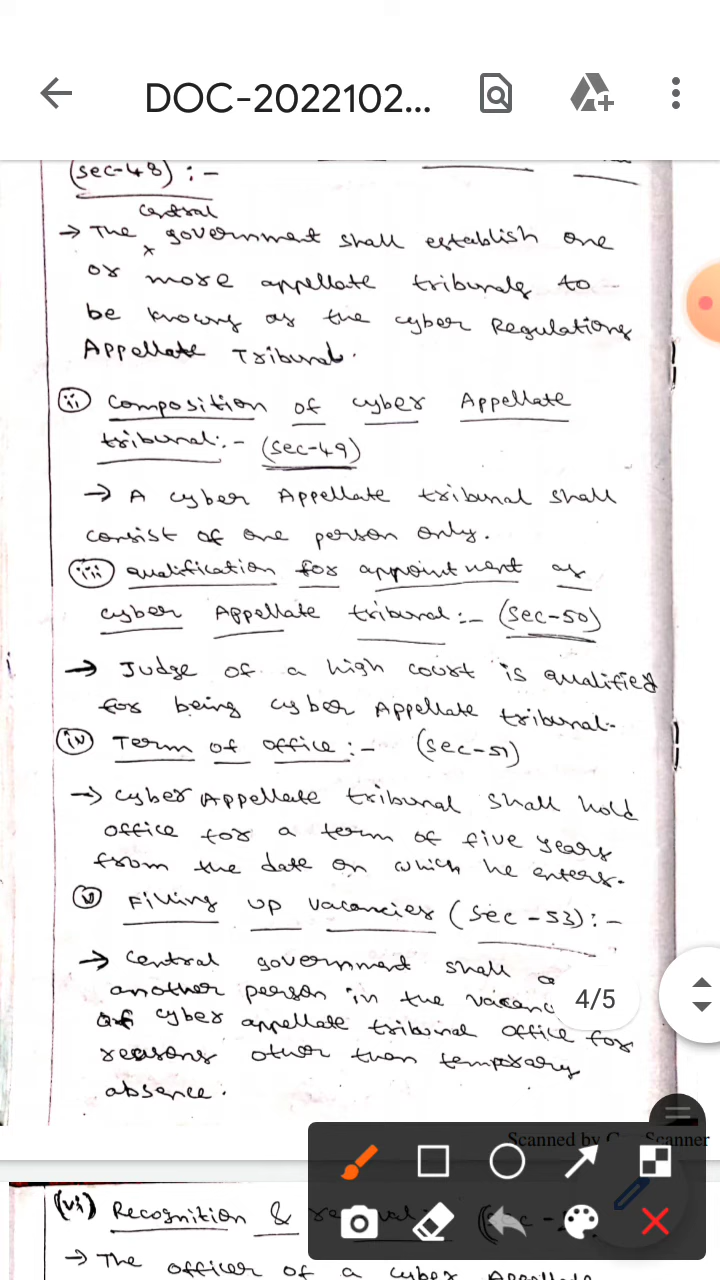 DOC-2022102...
(sec-48) :-
central
→ The x government shall establish one
or more appellate tribunals to
be known as the cyber Regulations
Appellate Tribunal.
(ii) Composition of cyber Appellate
tribunal:- (sec-49)
→ A cyber Appellate tribunal shall
consist of one person only.
(iii) qualification for appointment as
cyber Appellate tribunal:- (sec-50)
→ Judge of a high court is qualified
for being cyber Appellate tribunal.
(iv) Term of office :- (sec-51)
→ cyber Appellate tribunal shall hold
office for a term of five years
from the date on which he enters.
(v) Filling up vacancies (sec-53) :-
→ Central government shall a
another person in the vacanc
4/5
of cyber appellate tribunal office for
reasons other than temporary
absence.
Scanned by Scanner
(vi) Recognition &
→ The officer of a cyber